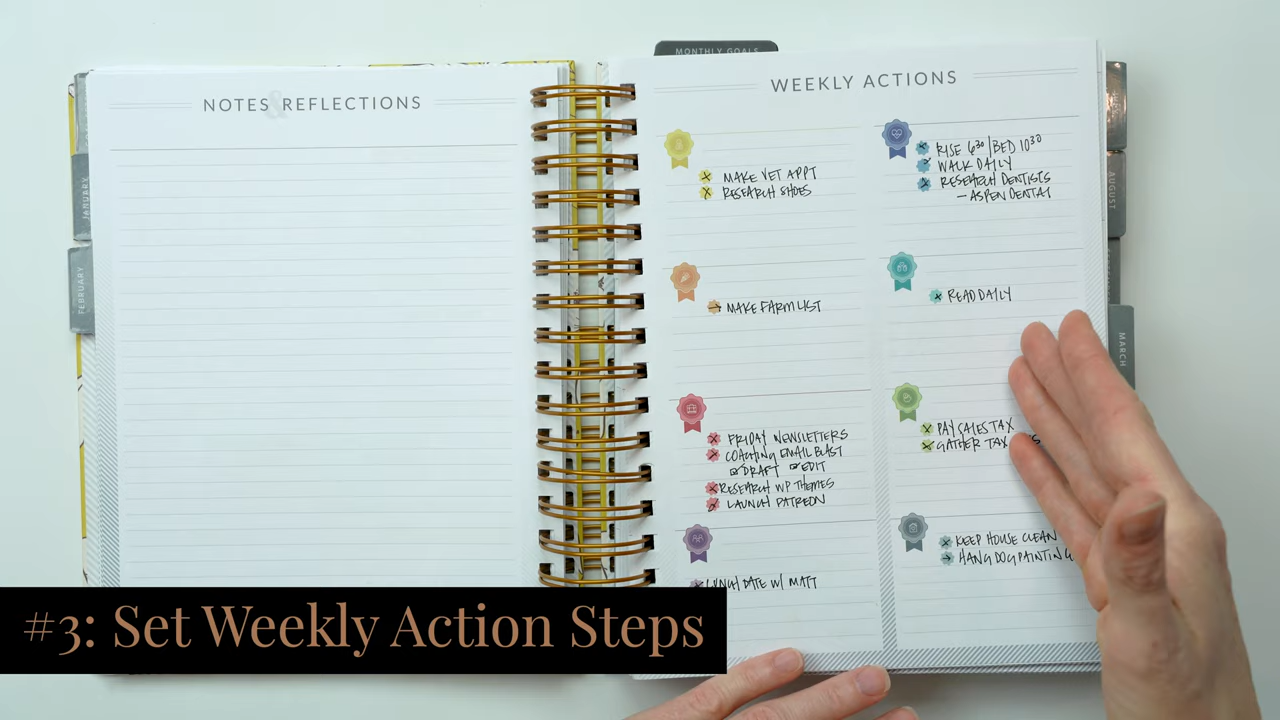 MONTHLY GOALS
NOTES & REFLECTIONS
WEEKLY ACTIONS
MAKE VET APPT
RESEARCH SHOES
MAKE FARM LIST
FRIDAY NEWSLETTERS
COACHING EMAIL BLAST
DRAFT EDIT
RESEARCH WP THEMES
LAUNCH PATREON
LUNCH DATE W/ MATT
RISE 6:30 / BED 10:30
WALK DAILY
RESEARCH DENTISTS
— ASPEN DENTAL
READ DAILY
PAY SALES TAX
GATHER TAX
KEEP HOUSE CLEAN
HANG DOG PAINTING
JANUARY
FEBRUARY
AUGUST
MARCH
#3: Set Weekly Action Steps